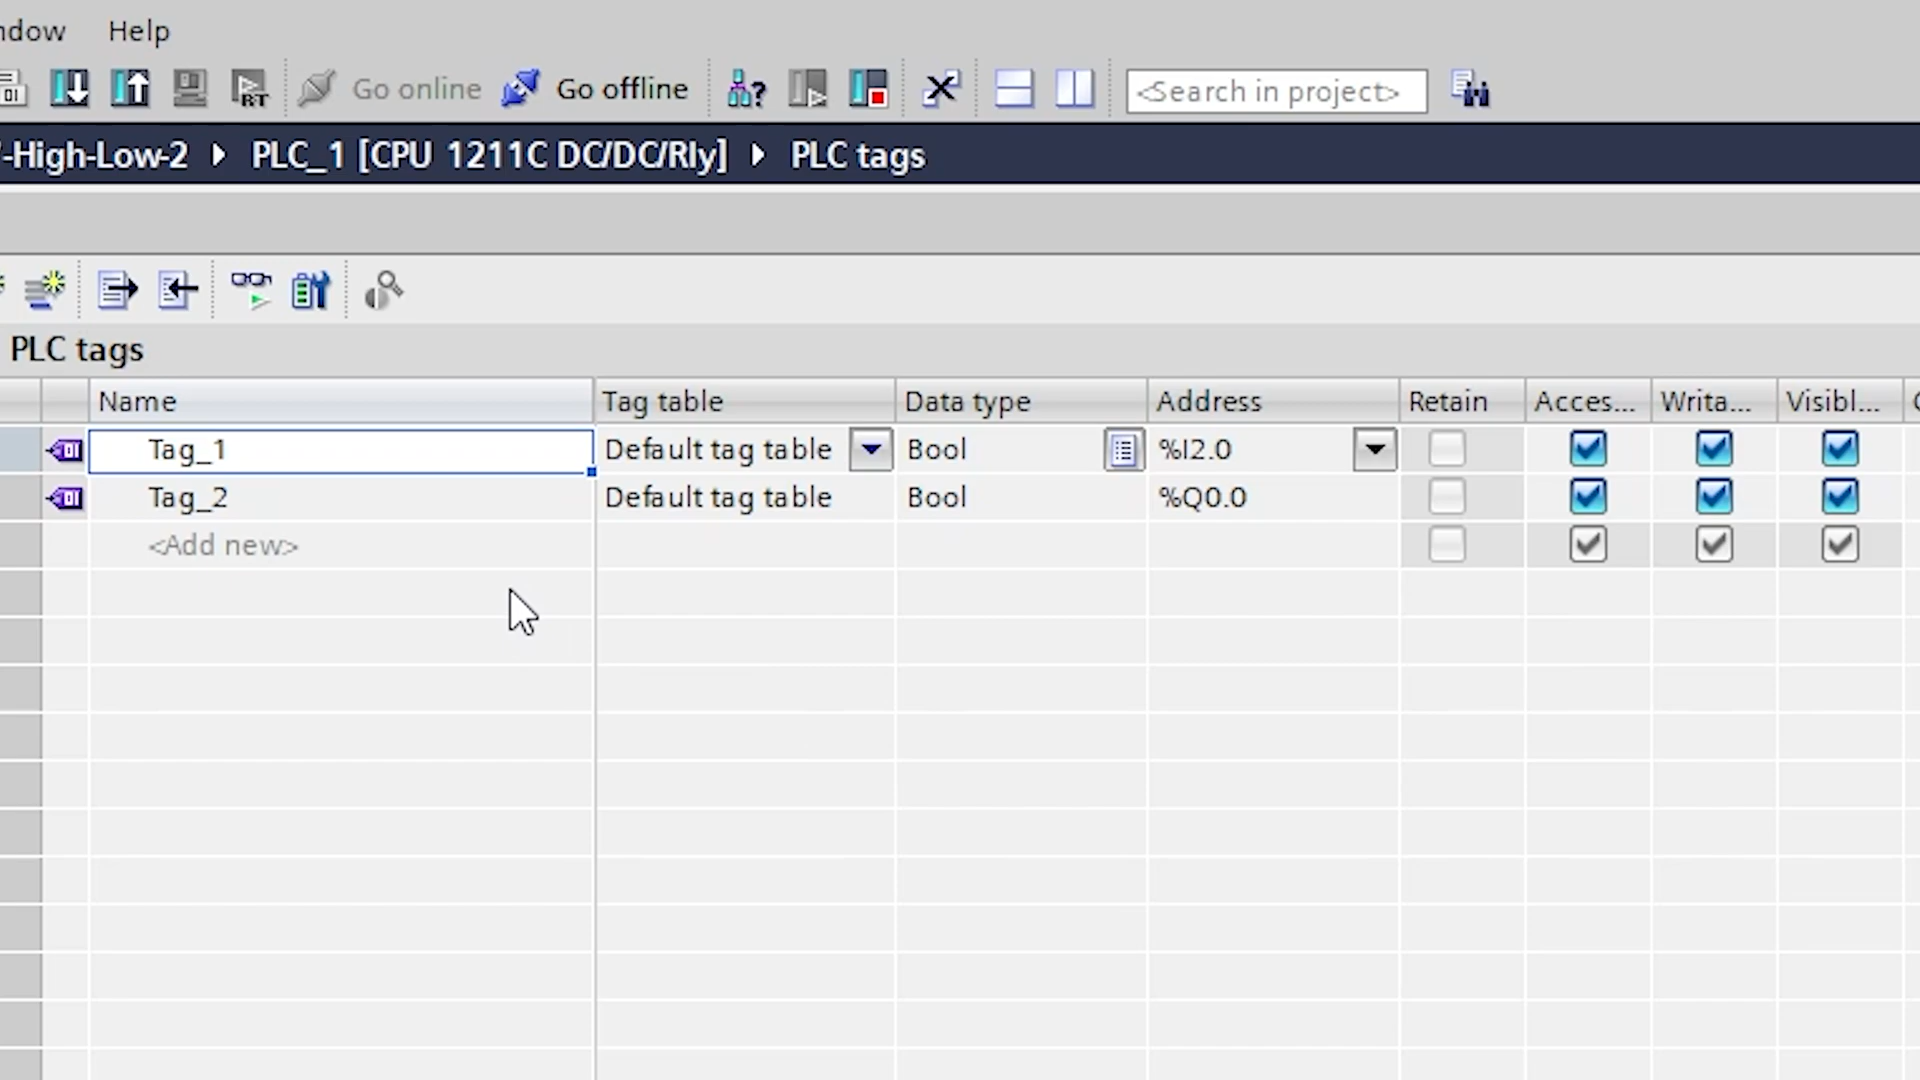 Help
Go online Go offline <Search in project>
-High-Low-2 PLC_1 [CPU 1211C DC/DC/Rly] PLC tags
PLC tags
Name Tag table Data type Address Retain Acces... Writa... Visibl...
Tag_1 Default tag table Bool %I2.0
Tag_2 Default tag table Bool %Q0.0
<Add new>